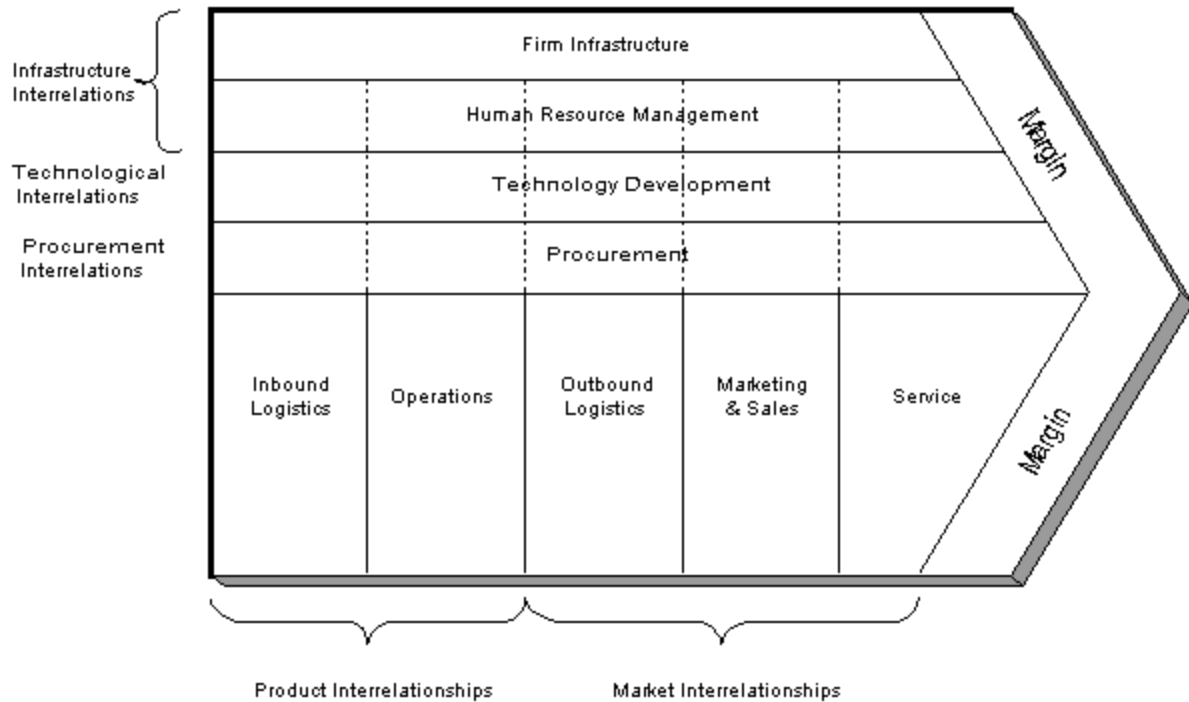 Firm Infrastructure
Infrastructure
Interrelations
Human Resource Management
Margin
Technological
Interrelations
Technology Development
Procurement
Interrelations
Procurement
Inbound
Logistics
Operations
Outbound
Logistics
Marketing
& Sales
Service
Margin
Product Interrelationships
Market Interrelationships